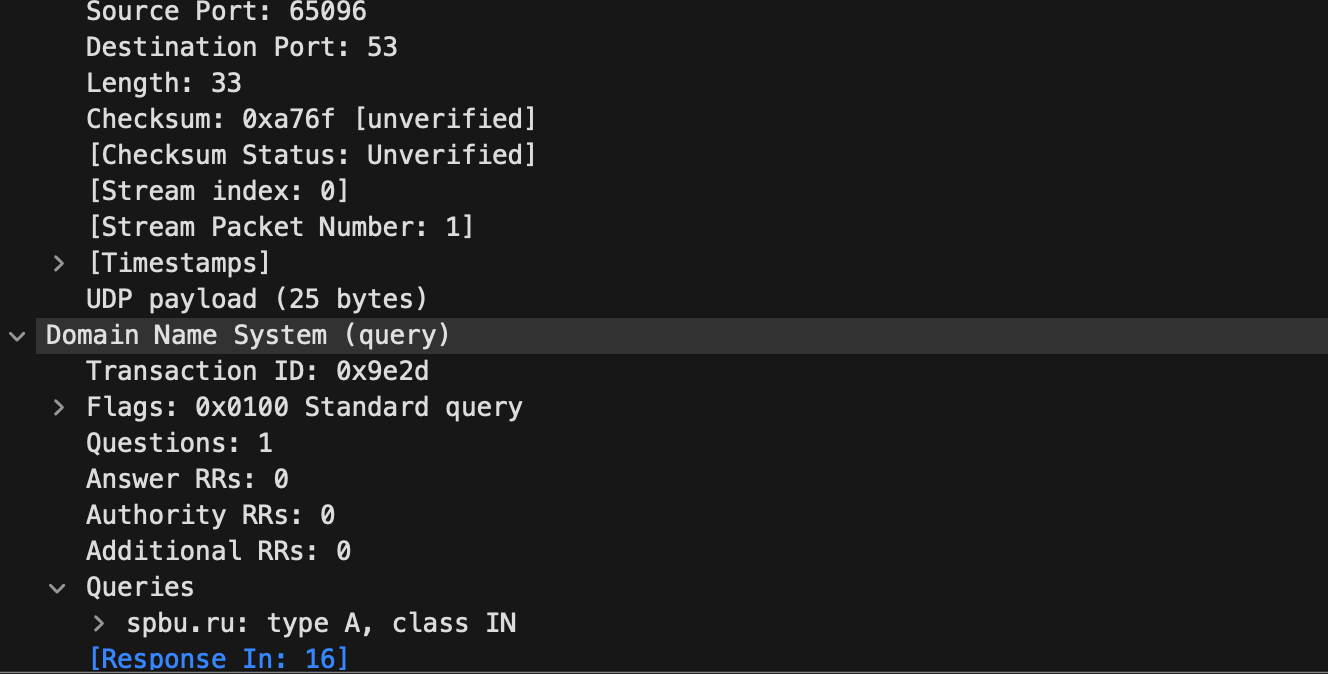 Source Port: 65096
Destination Port: 53
Length: 33
Checksum: 0xa76f [unverified]
[Checksum Status: Unverified]
[Stream index: 0]
[Stream Packet Number: 1]
[Timestamps]
UDP payload (25 bytes)
Domain Name System (query)
Transaction ID: 0x9e2d
Flags: 0x0100 Standard query
Questions: 1
Answer RRs: 0
Authority RRs: 0
Additional RRs: 0
Queries
spbu.ru: type A, class IN
[Response In: 16]